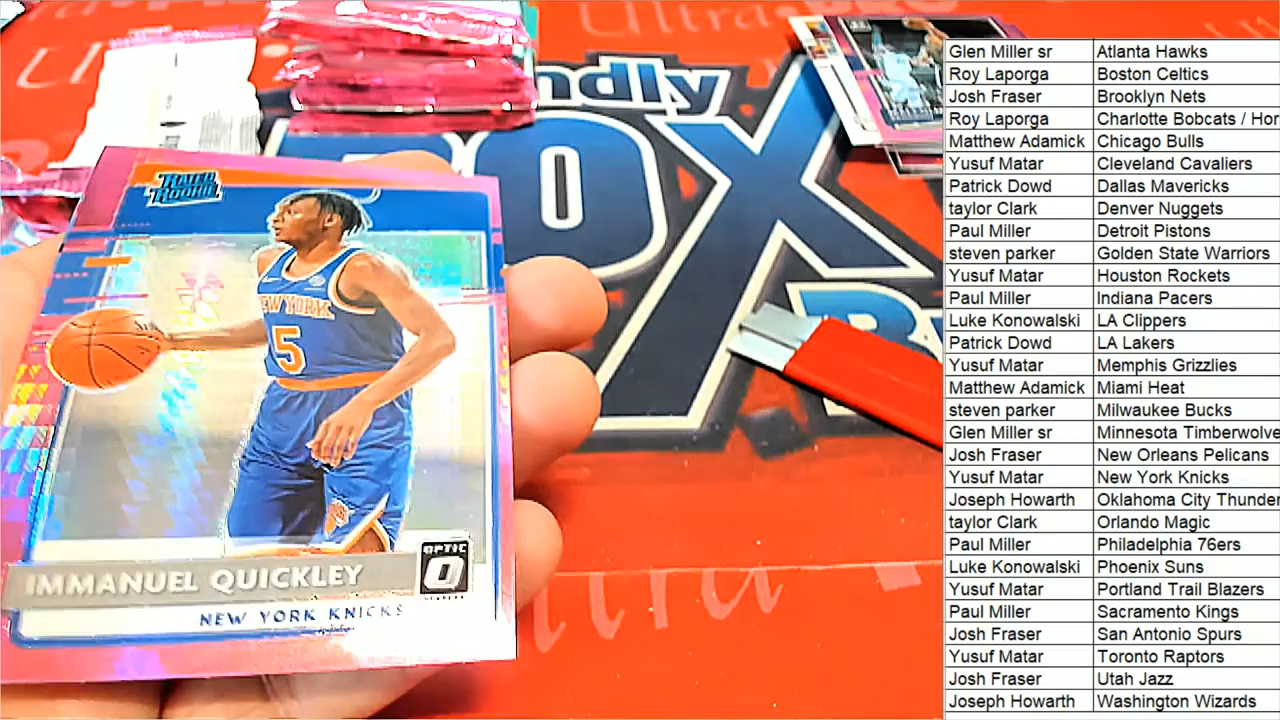 Ultra PRO
ndly
OX
RATED
ROOKIE
NEW YORK
5
OPTIC
IMMANUEL QUICKLEY
NEW YORK KNICKS
Ultra
Glen Miller sr Atlanta Hawks
Roy Laporga Boston Celtics
Josh Fraser Brooklyn Nets
Roy Laporga Charlotte Bobcats / Hor
Matthew Adamick Chicago Bulls
Yusuf Matar Cleveland Cavaliers
Patrick Dowd Dallas Mavericks
taylor Clark Denver Nuggets
Paul Miller Detroit Pistons
steven parker Golden State Warriors
Yusuf Matar Houston Rockets
Paul Miller Indiana Pacers
Luke Konowalski LA Clippers
Patrick Dowd LA Lakers
Yusuf Matar Memphis Grizzlies
Matthew Adamick Miami Heat
steven parker Milwaukee Bucks
Glen Miller sr Minnesota Timberwolve
Josh Fraser New Orleans Pelicans
Yusuf Matar New York Knicks
Joseph Howarth Oklahoma City Thunder
taylor Clark Orlando Magic
Paul Miller Philadelphia 76ers
Luke Konowalski Phoenix Suns
Yusuf Matar Portland Trail Blazers
Paul Miller Sacramento Kings
Josh Fraser San Antonio Spurs
Yusuf Matar Toronto Raptors
Josh Fraser Utah Jazz
Joseph Howarth Washington Wizards